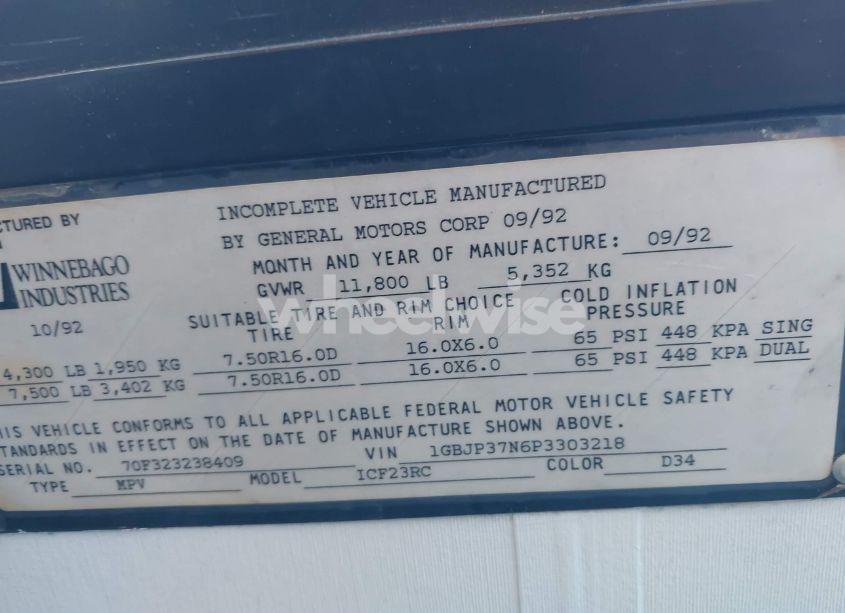 CTURED BY
INCOMPLETE VEHICLE MANUFACTURED
BY GENERAL MOTORS CORP 09/92
WINNEBAGO
INDUSTRIES
MONTH AND YEAR OF MANUFACTURE: 09/92
GVWR 11,800 LB 5,352 KG
10/92
SUITABLE TIRE AND RIM CHOICE
COLD INFLATION
TIRE RIM PRESSURE
4,300 LB 1,950 KG 7.50R16.0D 16.0X6.0 65 PSI 448 KPA SING
7,500 LB 3,402 KG 7.50R16.0D 16.0X6.0 65 PSI 448 KPA DUAL
HIS VEHICLE CONFORMS TO ALL APPLICABLE FEDERAL MOTOR VEHICLE SAFETY
TANDARDS IN EFFECT ON THE DATE OF MANUFACTURE SHOWN ABOVE.
SERIAL NO. 70F323238409 VIN 1GBJP37N6P3303218
TYPE MPV MODEL ICF23RC COLOR D34
wheelwise